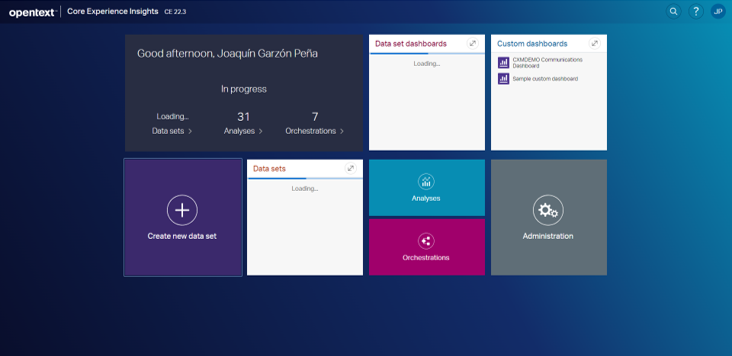 opentext™ Core Experience Insights CE 22.3
? JP
Good afternoon, Joaquín Garzón Peña
In progress
Loading...
31
7
Data sets
Analyses
Orchestrations
Data set dashboards
Loading...
Custom dashboards
CXMDEMO Communications
Dashboard
Sample custom dashboard
Create new data set
Data sets
Loading...
Analyses
Orchestrations
Administration